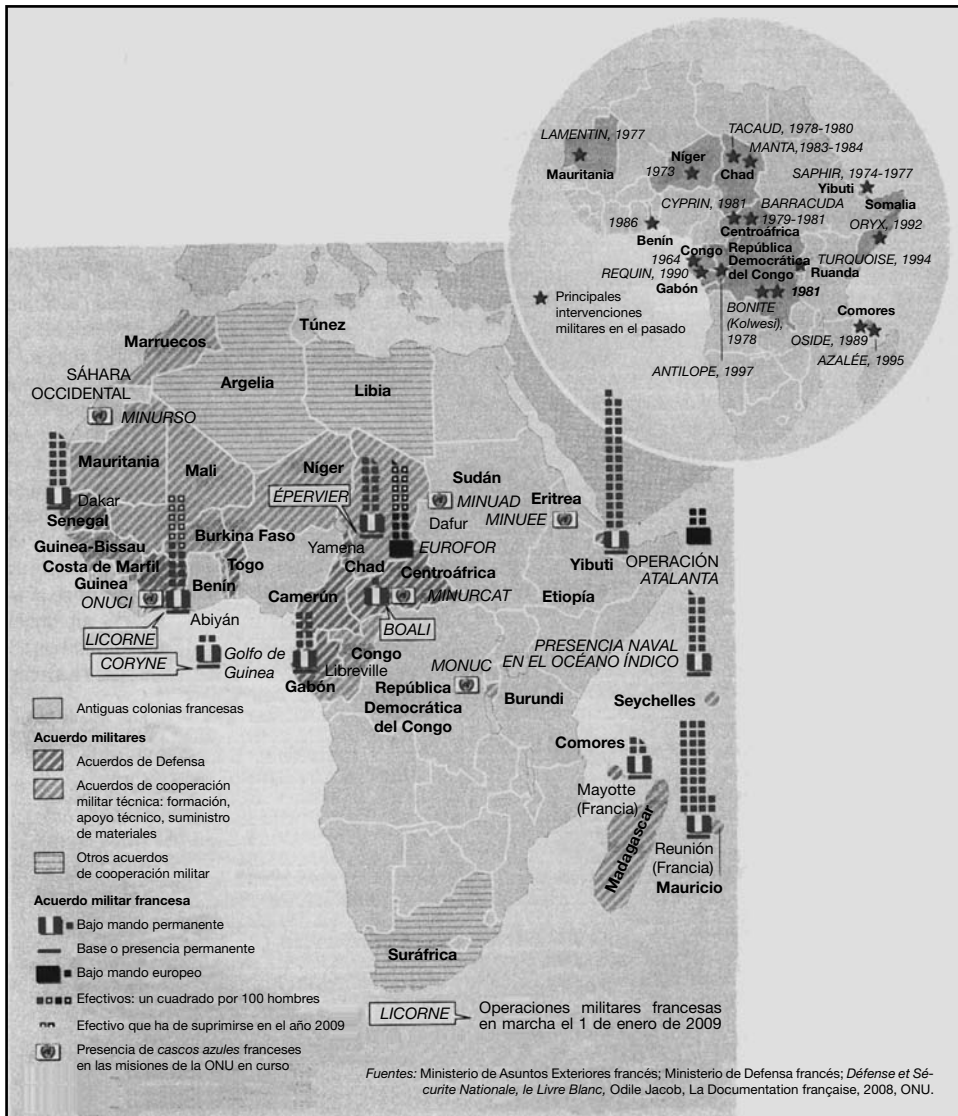 LAMENTIN, 1977
Mauritania
Níger
1973
TACAUD, 1978-1980
MANTA, 1983-1984
Chad
SAPHIR, 1974-1977
Yibuti
Somalia
CYPRIN, 1981
BARRACUDA
1979-1981
Centroáfrica
ORYX, 1992
1986
Benín
Congo
1964
REQUIN, 1990
Gabón
República
Democrática
del Congo
TURQUOISE, 1994
Ruanda
1981
BONITE
(Kolwesi),
1978
Comores
OSIDE, 1989
AZALÉE, 1995
ANTILOPE, 1997
Principales
intervenciones
militares en el pasado
Túnez
Marruecos
Argelia
Libia
SÁHARA
OCCIDENTAL
MINURSO
Mauritania
Mali
Níger
Sudán
Dakar
Senegal
ÉPERVIER
MINUAD
Dafur
Eritrea
MINUEE
Guinea-Bissau
Costa de Marfil
Guinea
Burkina Faso
Togo
Benín
Yamena
EUROFOR
Chad
Centroáfrica
Yibuti
OPERACIÓN
ATALANTA
ONUCI
Abiyán
LICORNE
CORYNE
Golfo de
Guinea
Camerún
MINURCAT
BOALI
Etiopía
Libreville
Gabón
Congo
MONUC
República
Democrática
del Congo
Burundi
PRESENCIA NAVAL
EN EL OCÉANO ÍNDICO
Seychelles
Comores
Mayotte
(Francia)
Madagascar
Reunión
(Francia)
Mauricio
Suráfrica
Antiguas colonias francesas
Acuerdo militares
Acuerdos de Defensa
Acuerdos de cooperación
militar técnica: formación,
apoyo técnico, suministro
de materiales
Otros acuerdos
de cooperación militar
Acuerdo militar francesa
Bajo mando permanente
Base o presencia permanente
Bajo mando europeo
Efectivos: un cuadrado por 100 hombres
Efectivo que ha de suprimirse en el año 2009
Presencia de cascos azules franceses
en las misiones de la ONU en curso
LICORNE
Operaciones militares francesas
en marcha el 1 de enero de 2009
Fuentes: Ministerio de Asuntos Exteriores francés; Ministerio de Defensa francés; Défense et Sé-
curite Nationale, le Livre Blanc, Odile Jacob, La Documentation française, 2008, ONU.